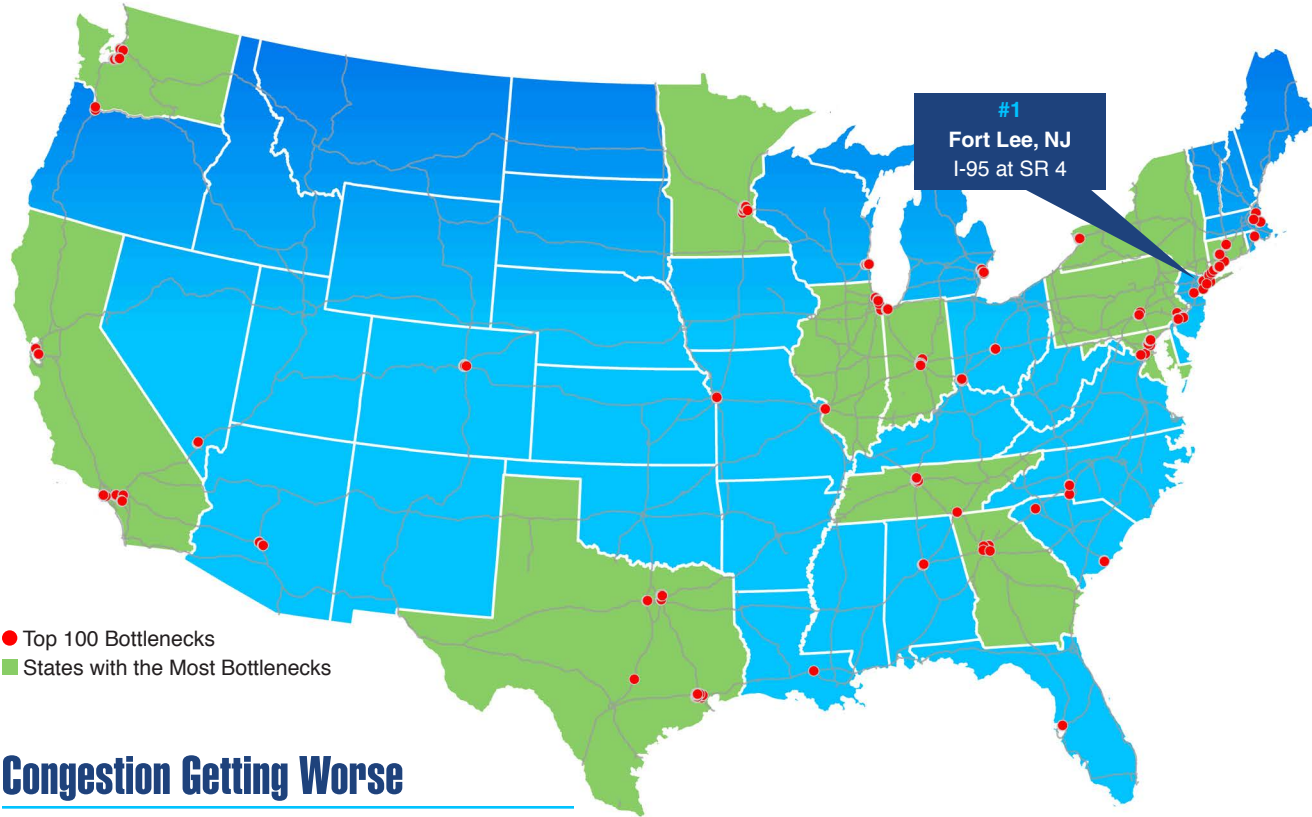 #1
Fort Lee, NJ
I-95 at SR 4
Top 100 Bottlenecks
States with the Most Bottlenecks
Congestion Getting Worse